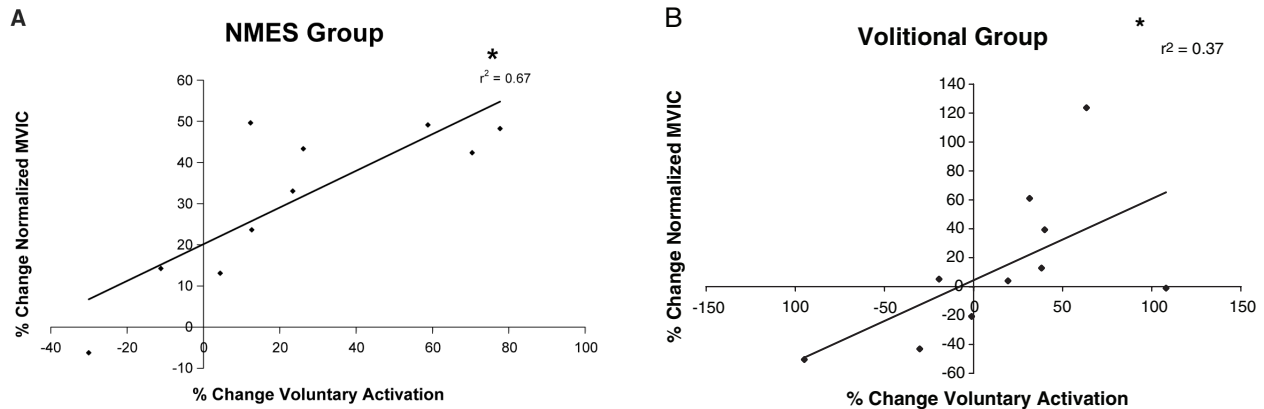 A
NMES Group
*
r² = 0.67
% Change Normalized MVIC
60
50
40
30
20
10
0
-10
-40 -20 0 20 40 60 80 100
% Change Voluntary Activation
B
Volitional Group
*
r2 = 0.37
% Change Normalized MVIC
140
120
100
80
60
40
20
0
-20
-40
-60
-150 100 -50 0 50 100 150
% Change Voluntary Activation